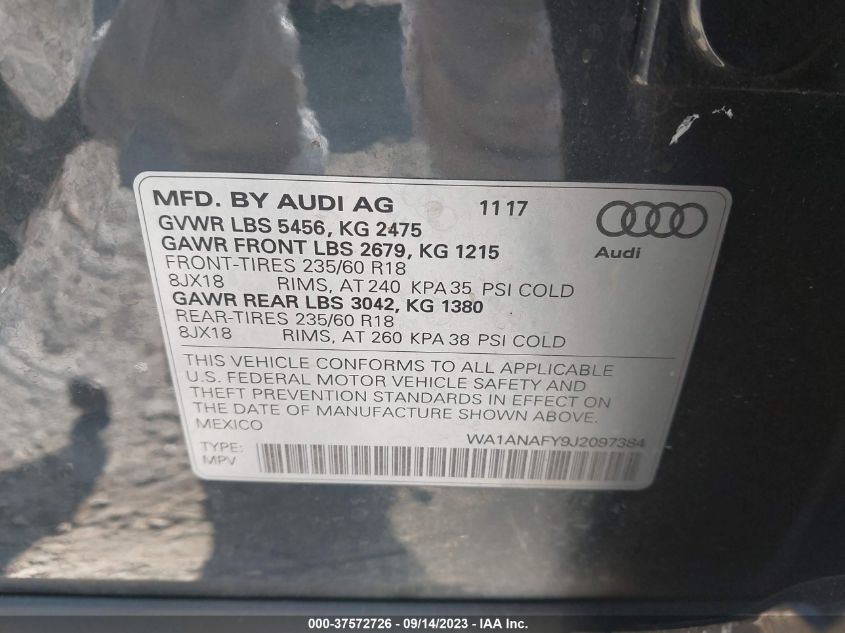 MFD. BY AUDI AG 11 17
GVWR LBS 5456, KG 2475
GAWR FRONT LBS 2679, KG 1215
FRONT-TIRES 235/60 R18
8JX18 RIMS, AT 240 KPA 35 PSI COLD
GAWR REAR LBS 3042, KG 1380
REAR-TIRES 235/60 R18
8JX18 RIMS, AT 260 KPA 38 PSI COLD
Audi
THIS VEHICLE CONFORMS TO ALL APPLICABLE
U.S. FEDERAL MOTOR VEHICLE SAFETY AND
THEFT PREVENTION STANDARDS IN EFFECT ON
THE DATE OF MANUFACTURE SHOWN ABOVE.
MEXICO
WA1ANAFY9J2097384
TYPE:
MPV
000-37572726 - 09/14/2023 - IAA Inc.